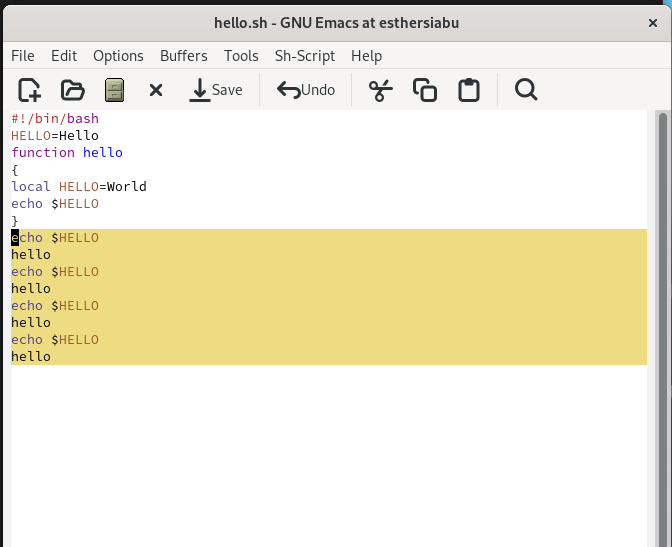 hello.sh - GNU Emacs at esthersiabu
File Edit Options Buffers Tools Sh-Script Help
Save Undo
#!/bin/bash
HELLO=Hello
function hello
{
local HELLO=World
echo $HELLO
}
echo $HELLO
hello
echo $HELLO
hello
echo $HELLO
hello
echo $HELLO
hello